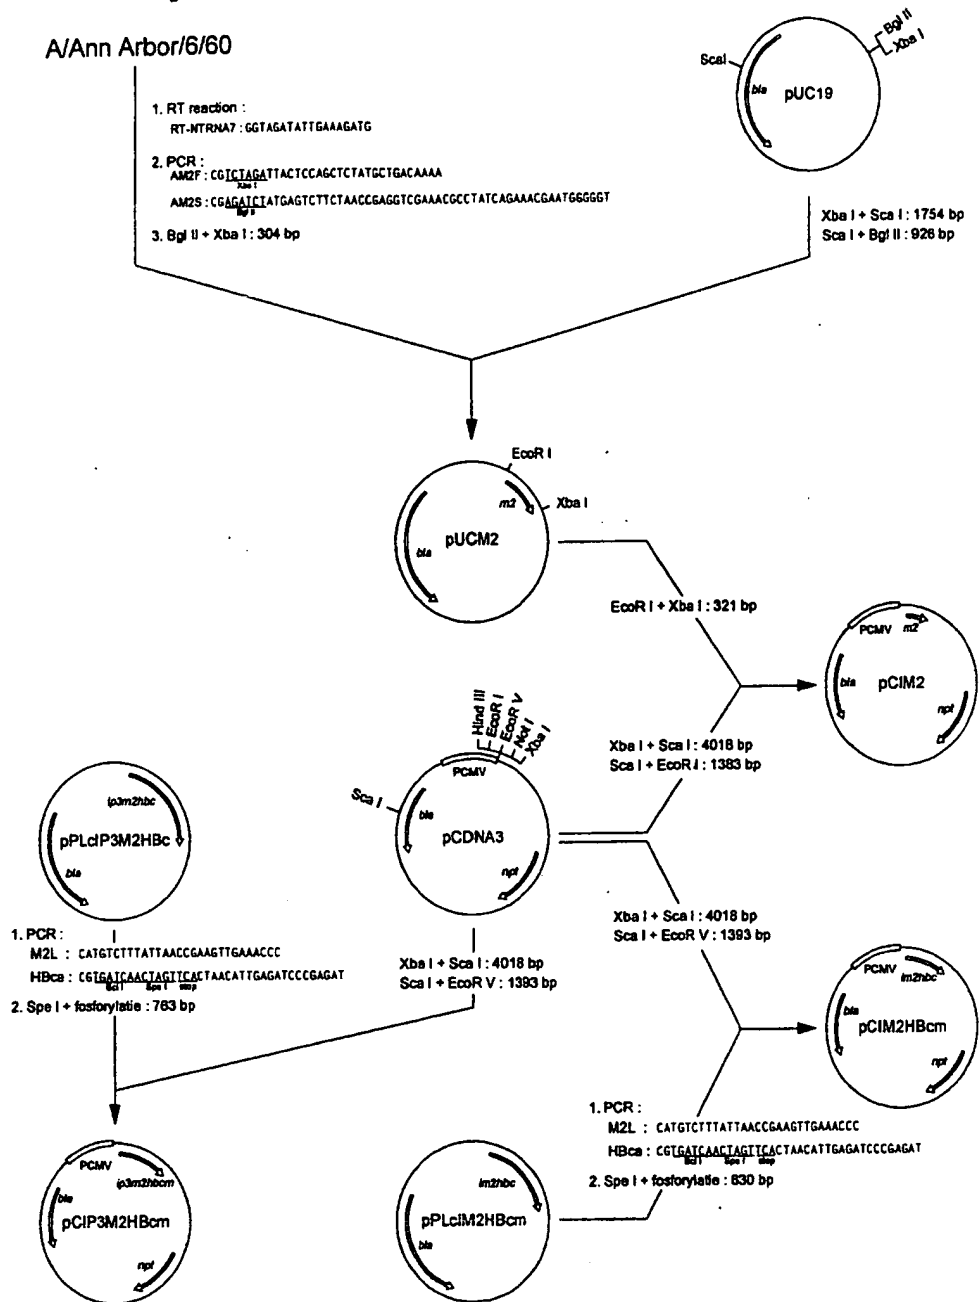 A/Ann Arbor/6/60
1. RT reaction :
RT-NTRNA7 : GGTAGATATTGAAAGATG
2. PCR :
AM2F : CGTCTAGATTACTCCAGCTCTATGCTGACAAAA
Xba I
AM2S : CGAGATCTATGAGTCTTCTAACCGAGGTCGAAACGCCTATCAGAAACGAATGGGGGT
Bgl II
3. Bgl II + Xba I : 304 bp
ScaI
Bgl II
Xba I
bla
pUC19
Xba I + Sca I : 1754 bp
Sca I + Bgl II : 926 bp
EcoR I
m2
Xba I
pUCM2
bla
EcoR I + Xba I : 321 bp
PCMV
m2
bla
pCIM2
npt
Hind III
EcoR I
EcoR V
Not I
Xba I
PCMV
Sca I
bla
pCDNA3
npt
Xba I + Sca I : 4018 bp
Sca I + EcoR I : 1383 bp
ip3m2hbc
pPLcIP3M2HBc
bla
1. PCR :
M2L : CATGTCTTTATTAACCGAAGTTGAAACCC
HBca : CGTGATCAACTAGTTCACTAACATTGAGATCCCGAGAT
Bcl I Spe I stop
2. Spe I + fosforylatie : 763 bp
Xba I + Sca I : 4018 bp
Sca I + EcoR V : 1393 bp
Xba I + Sca I : 4018 bp
Sca I + EcoR V : 1393 bp
PCMV
im2hbc
bla
pCIM2HBcm
npt
1. PCR :
M2L : CATGTCTTTATTAACCGAAGTTGAAACCC
HBca : CGTGATCAACTAGTTCACTAACATTGAGATCCCGAGAT
Bcl I Spe I stop
2. Spe I + fosforylatie : 630 bp
PCMV
ip3m2hbcm
bla
pCIP3M2HBcm
npt
im2hbc
pPLcIM2HBcm
bla